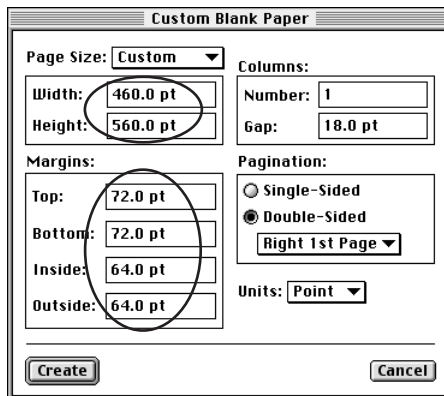 Custom Blank Paper
Page Size: Custom
Width: 460.0 pt
Height: 560.0 pt
Columns:
Number: 1
Gap: 18.0 pt
Margins:
Top: 72.0 pt
Bottom: 72.0 pt
Inside: 64.0 pt
Outside: 64.0 pt
Pagination:
Single-Sided
Double-Sided
Right 1st Page
Units: Point
Create
Cancel